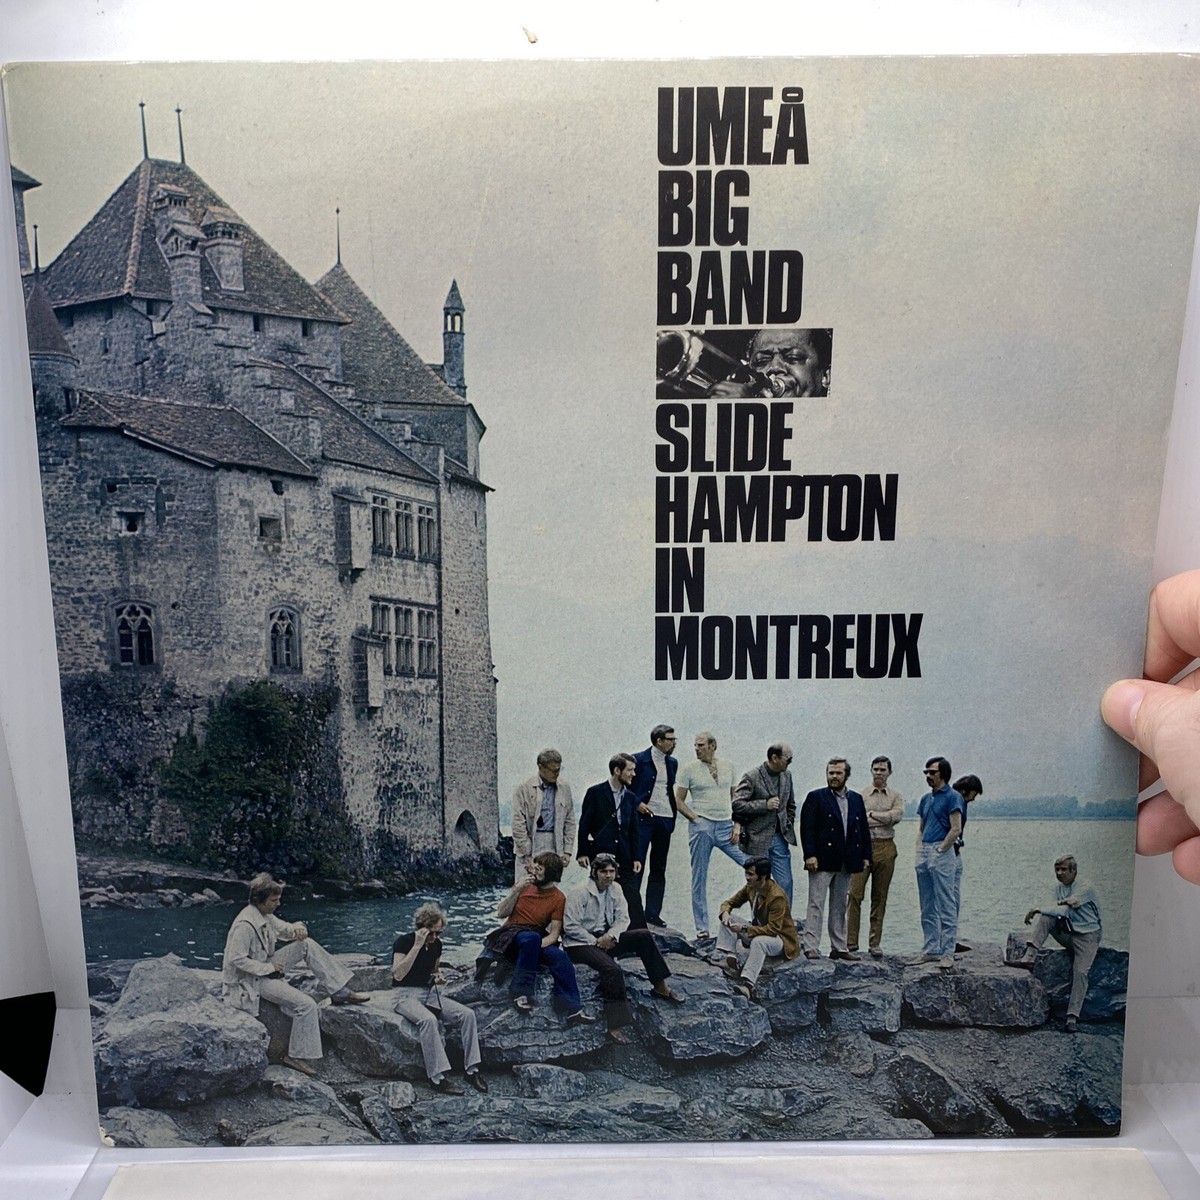 UMEÅ
BIG
BAND
SLIDE
HAMPTON
IN
MONTREUX